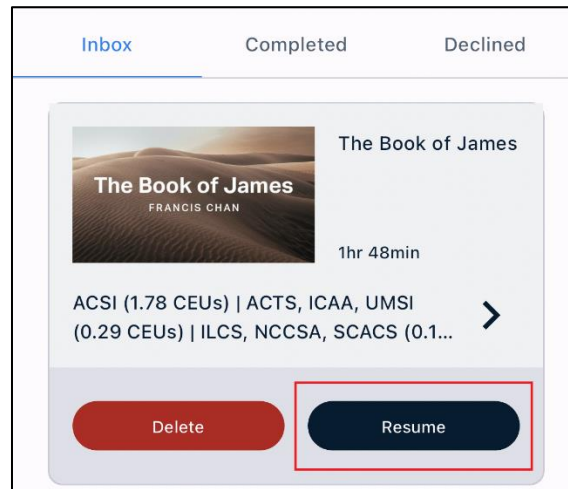 Inbox Completed Declined
The Book of James
The Book of James
FRANCIS CHAN
1hr 48min
ACSI (1.78 CEUs) | ACTS, ICAA, UMSI
(0.29 CEUs) | ILCS, NCCSA, SCACS (0.1...
Delete Resume